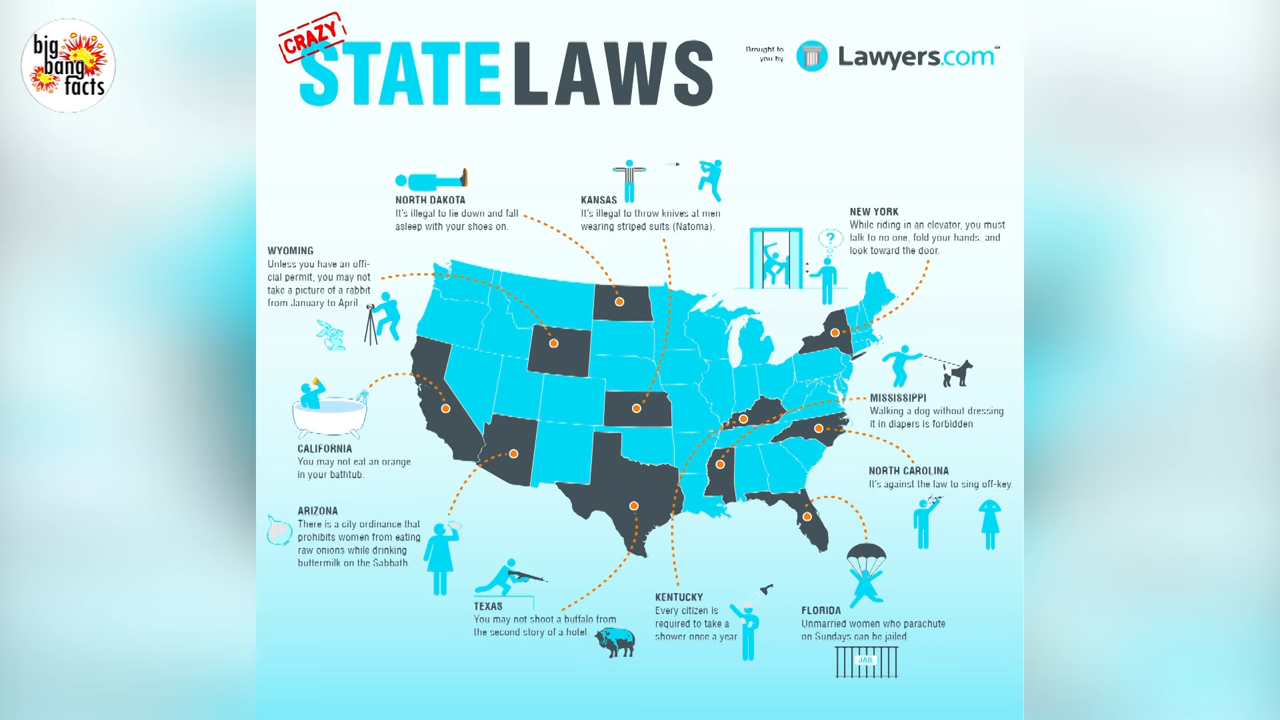 big
bang
facts
CRAZY
STATE LAWS
Brought to
you by
Lawyers.com
NORTH DAKOTA
It's illegal to lie down and fall
asleep with your shoes on.
KANSAS
It's illegal to throw knives at men
wearing striped suits (Natoma).
NEW YORK
While riding in an elevator, you must
talk to no one, fold your hands, and
look toward the door.
?
WYOMING
Unless you have an offi-
cial permit, you may not
take a picture of a rabbit
from January to April
MISSISSIPPI
Walking a dog without dressing
it in diapers is forbidden
CALIFORNIA
You may not eat an orange
in your bathtub.
NORTH CAROLINA
It's against the law to sing off-key.
ARIZONA
There is a city ordinance that
prohibits women from eating
raw onions while drinking
buttermilk on the Sabbath
TEXAS
You may not shoot a buffalo from
the second story of a hotel
KENTUCKY
Every citizen is
required to take a
shower once a year
FLORIDA
Unmarried women who parachute
on Sundays can be jailed
JAIL